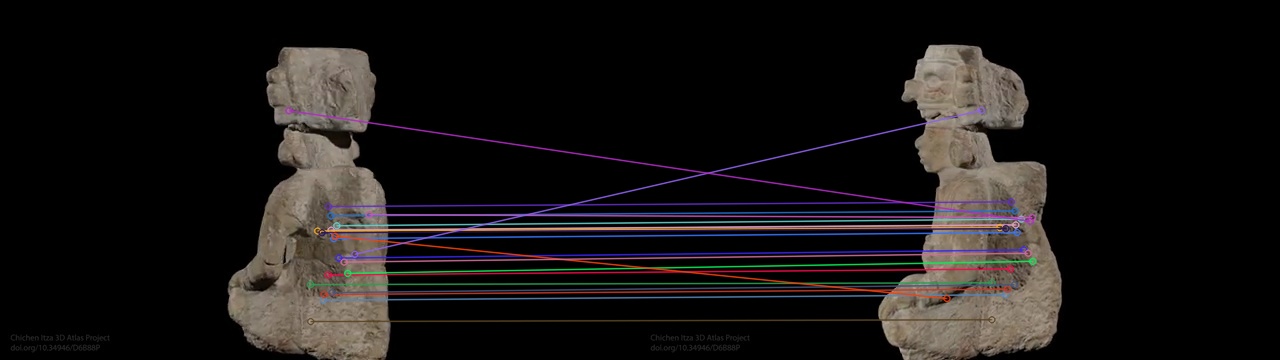 Chichen Itza 3D Atlas Project
doi.org/10.34946/D6B88P
Chichen Itza 3D Atlas Project
doi.org/10.34946/D6B88P